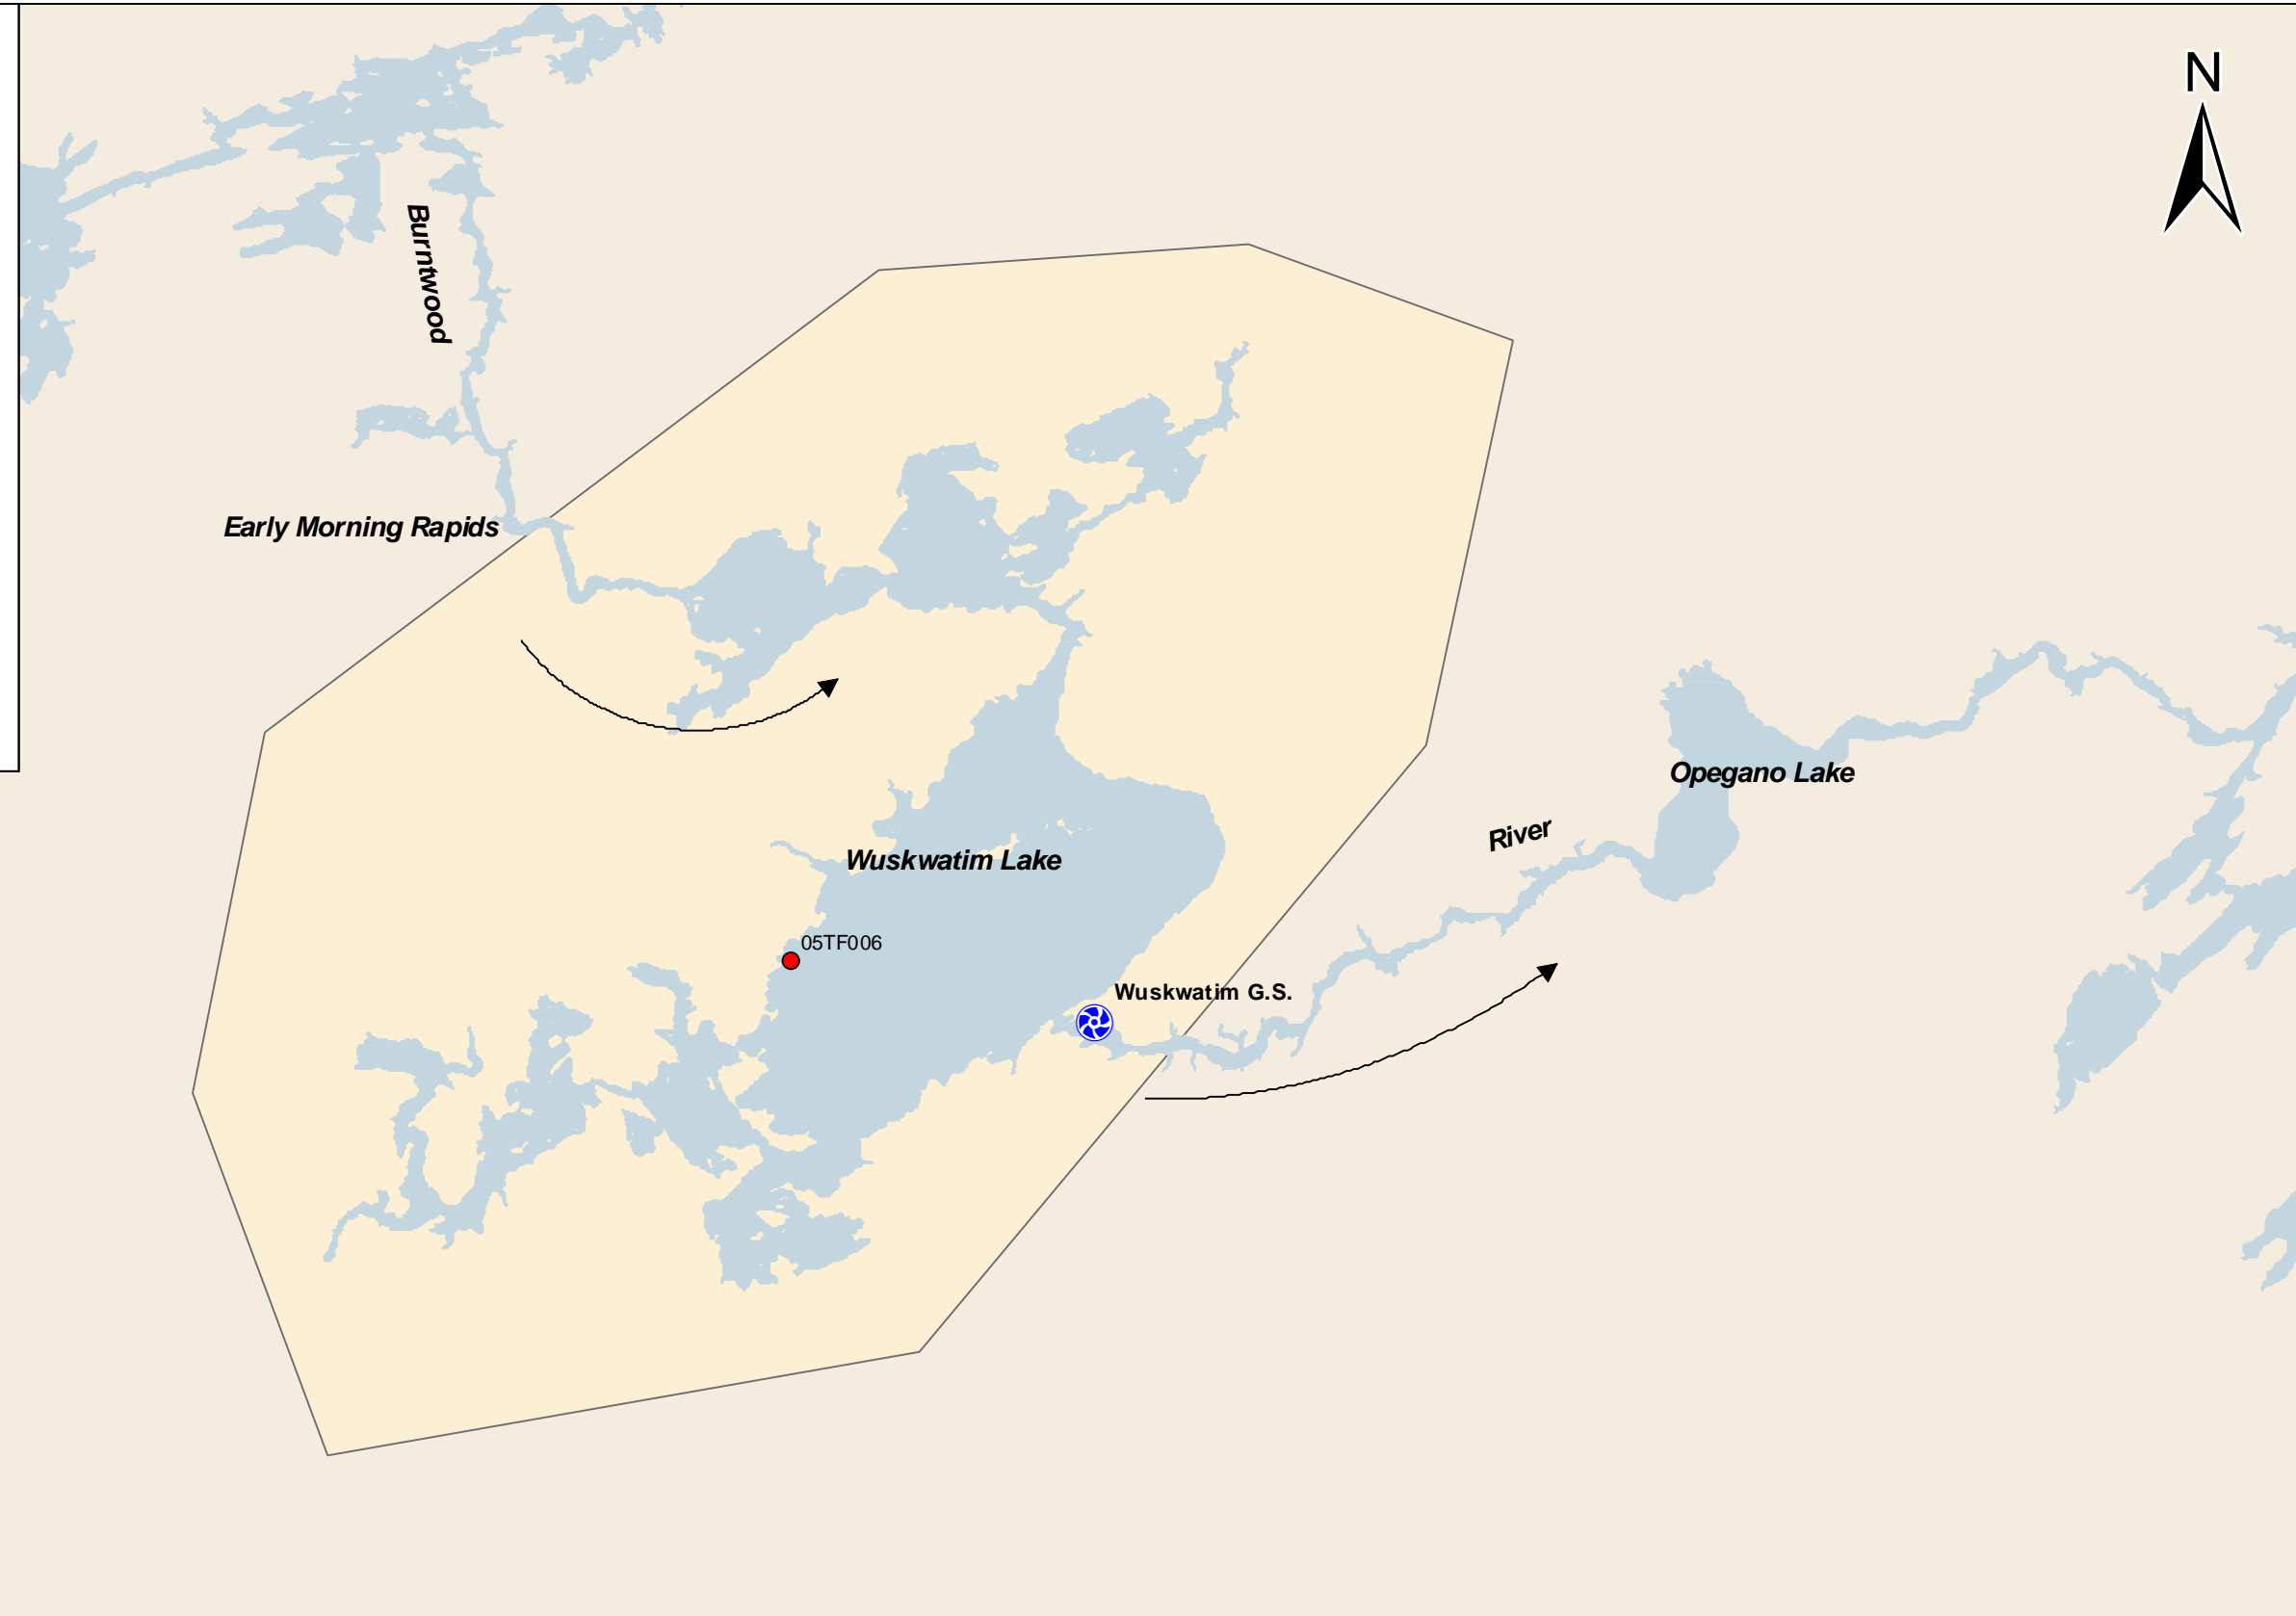 N
Burntwood
Early Morning Rapids
Opegano Lake
River
Wuskwatim Lake
05TF006
Wuskwatim G.S.